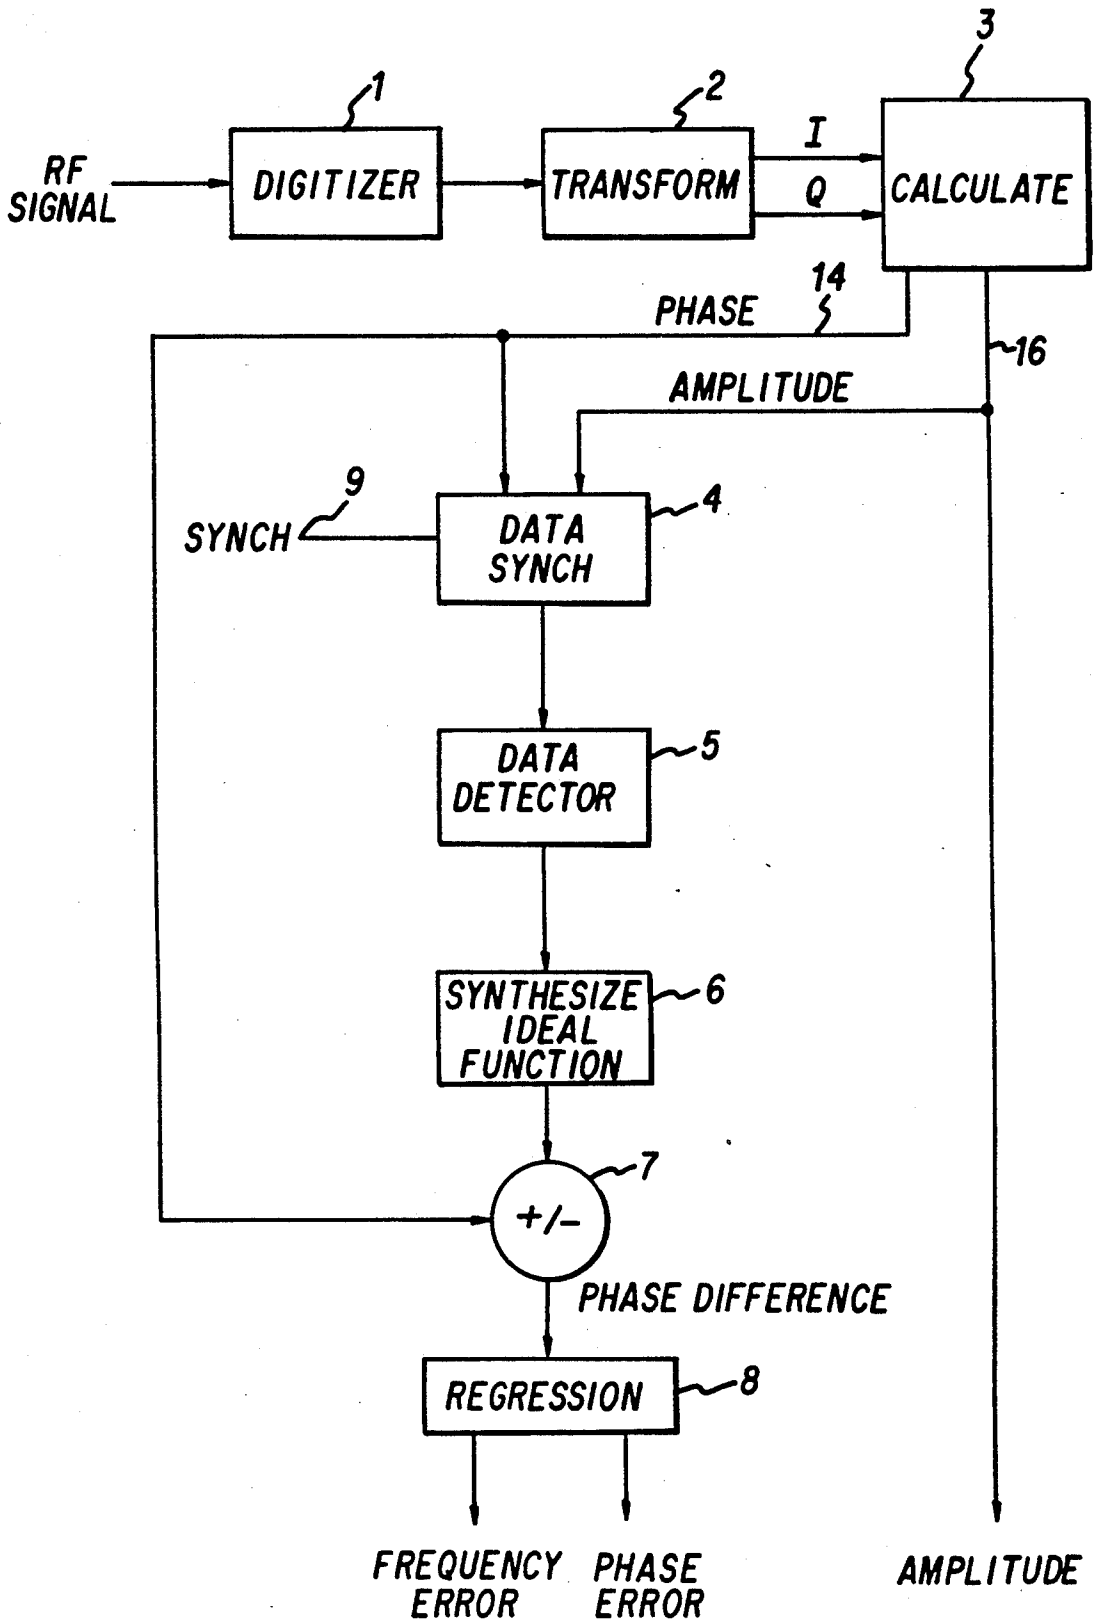 3
1
2
RF
SIGNAL
DIGITIZER
TRANSFORM
I
Q
CALCULATE
14
PHASE
16
AMPLITUDE
9
SYNCH
DATA
SYNCH
4
DATA
DETECTOR
5
SYNTHESIZE
IDEAL
FUNCTION
6
7
+/-
PHASE DIFFERENCE
REGRESSION
8
FREQUENCY
ERROR
PHASE
ERROR
AMPLITUDE